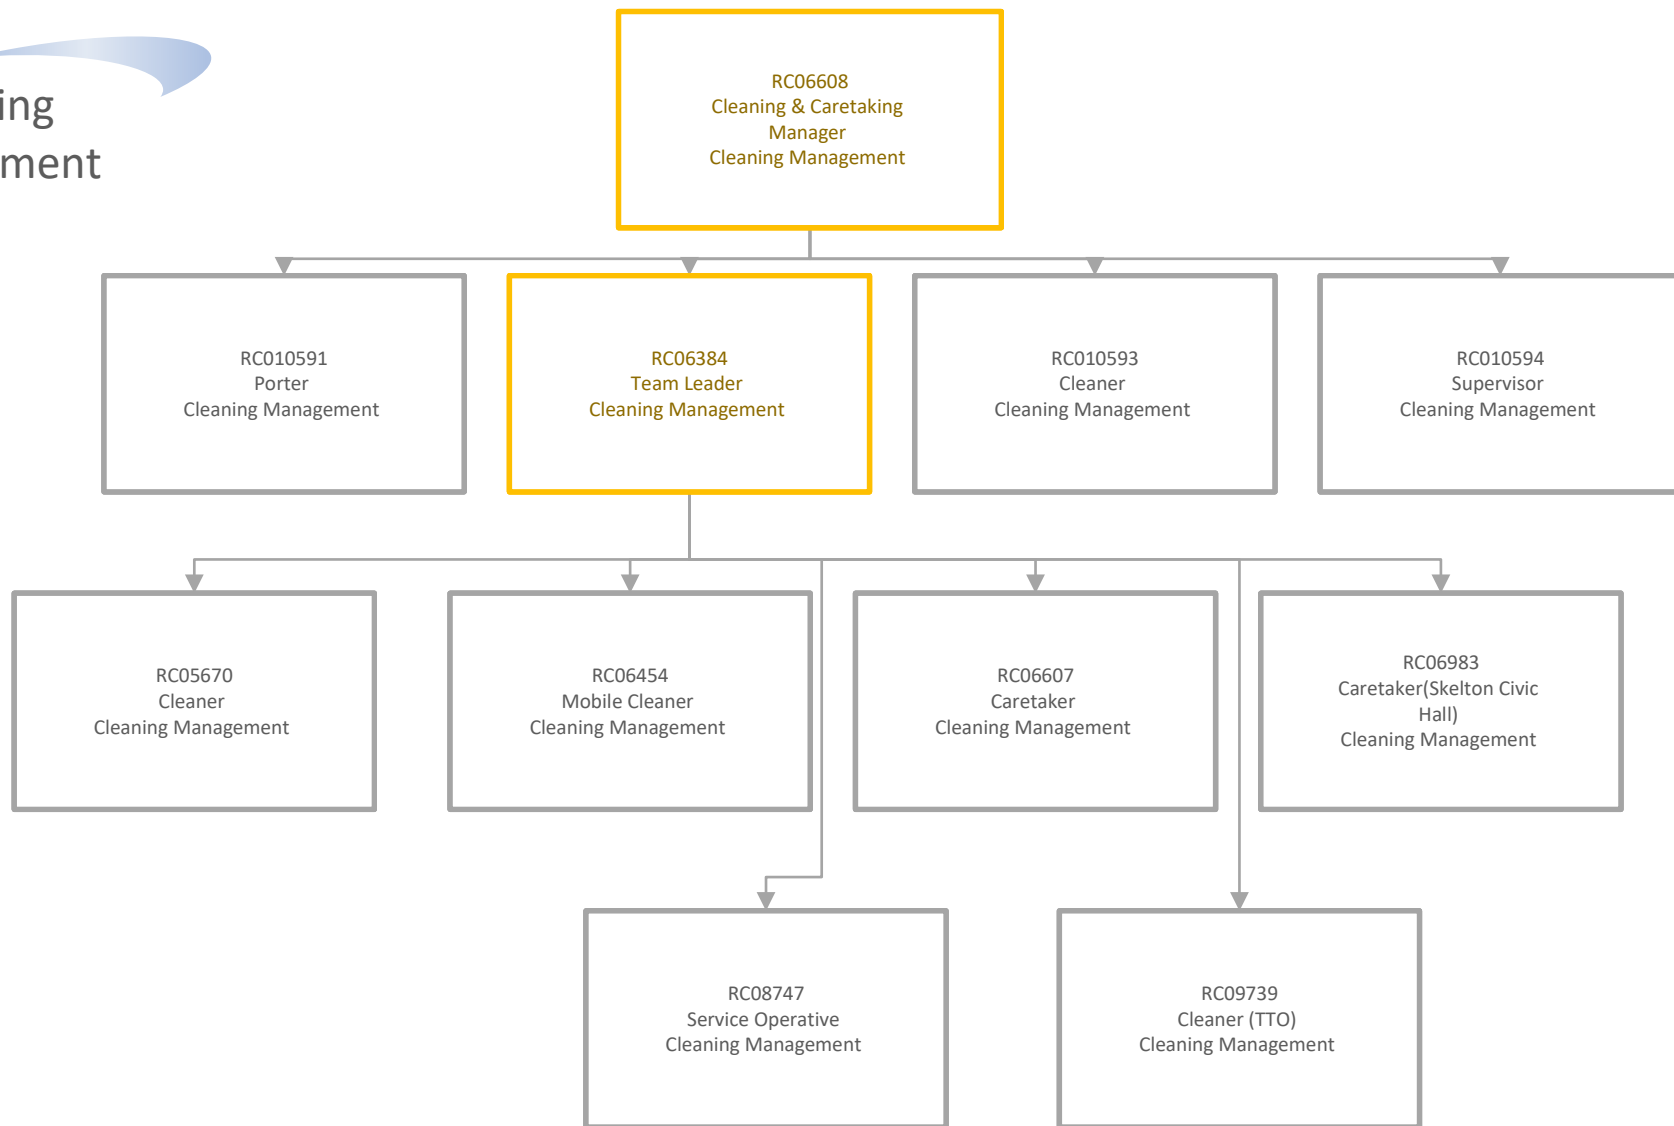 ing
ment
RC06608
Cleaning & Caretaking
Manager
Cleaning Management
RC010591
Porter
Cleaning Management
RC06384
Team Leader
Cleaning Management
RC010593
Cleaner
Cleaning Management
RC010594
Supervisor
Cleaning Management
RC05670
Cleaner
Cleaning Management
RC06454
Mobile Cleaner
Cleaning Management
RC06607
Caretaker
Cleaning Management
RC06983
Caretaker(Skelton Civic
Hall)
Cleaning Management
RC08747
Service Operative
Cleaning Management
RC09739
Cleaner (TTO)
Cleaning Management